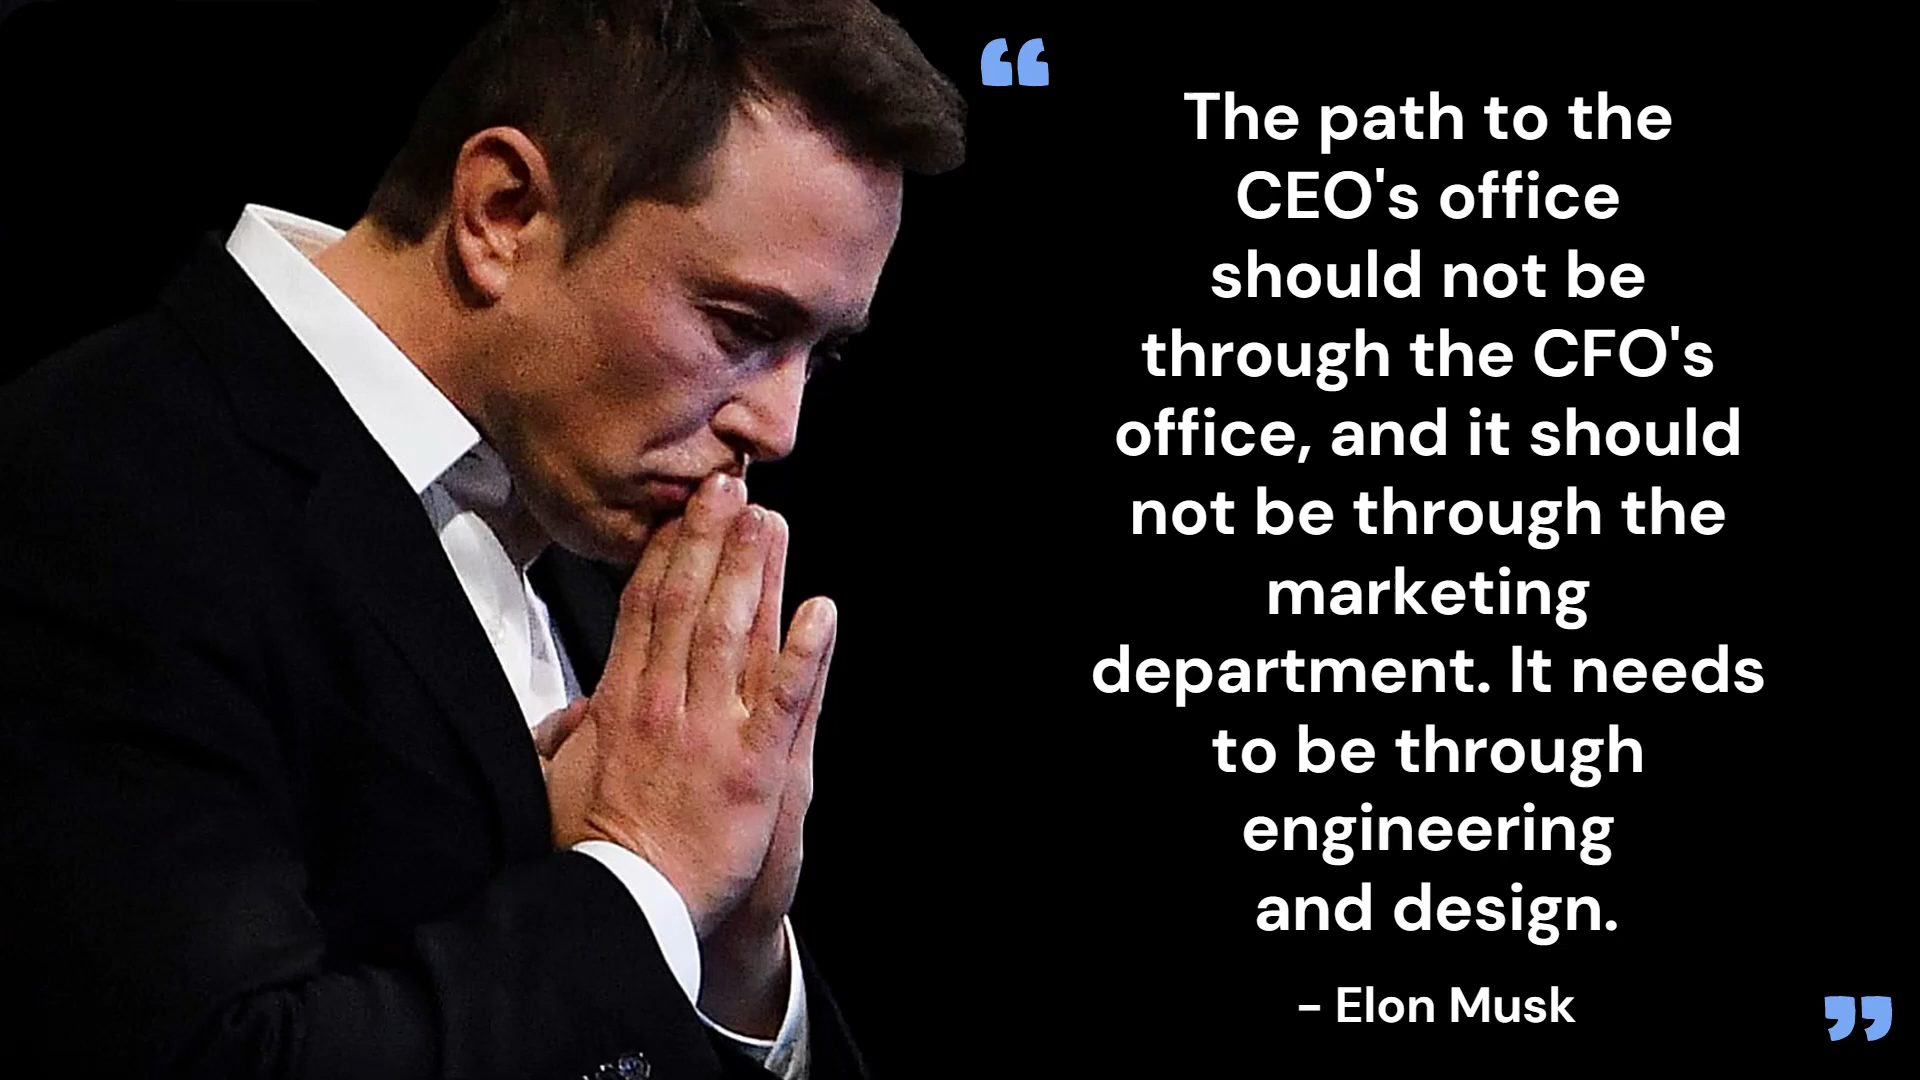 “
The path to the
CEO's office
should not be
through the CFO's
office, and it should
not be through the
marketing
department. It needs
to be through
engineering
and design.
– Elon Musk
”